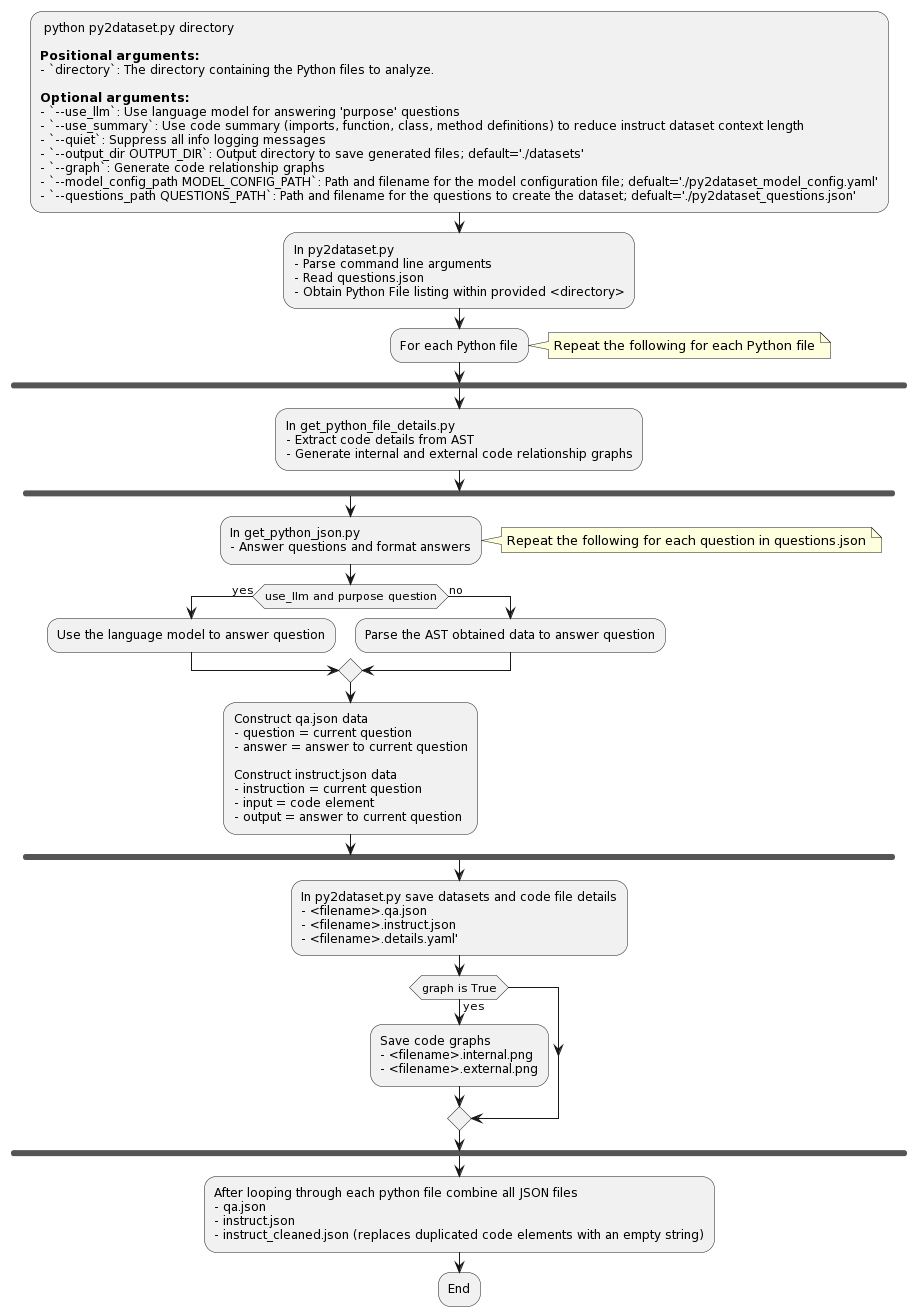 python py2dataset.py directory
Positional arguments:
- `directory`: The directory containing the Python files to analyze.
Optional arguments:
- `--use_llm`: Use language model for answering 'purpose' questions
- `--use_summary`: Use code summary (imports, function, class, method definitions) to reduce instruct dataset context length
- `--quiet`: Suppress all info logging messages
- `--output_dir OUTPUT_DIR`: Output directory to save generated files; default='./datasets'
- `--graph`: Generate code relationship graphs
- `--model_config_path MODEL_CONFIG_PATH`: Path and filename for the model configuration file; defualt='./py2dataset_model_config.yaml'
- `--questions_path QUESTIONS_PATH`: Path and filename for the questions to create the dataset; defualt='./py2dataset_questions.json'
In py2dataset.py
- Parse command line arguments
- Read questions.json
- Obtain Python File listing within provided <directory>
For each Python file
Repeat the following for each Python file
In get_python_file_details.py
- Extract code details from AST
- Generate internal and external code relationship graphs
In get_python_json.py
- Answer questions and format answers
Repeat the following for each question in questions.json
yes
use_llm and purpose question
no
Use the language model to answer question
Parse the AST obtained data to answer question
Construct qa.json data
- question = current question
- answer = answer to current question
Construct instruct.json data
- instruction = current question
- input = code element
- output = answer to current question
In py2dataset.py save datasets and code file details
- <filename>.qa.json
- <filename>.instruct.json
- <filename>.details.yaml'
graph is True
yes
Save code graphs
- <filename>.internal.png
- <filename>.external.png
After looping through each python file combine all JSON files
- qa.json
- instruct.json
- instruct_cleaned.json (replaces duplicated code elements with an empty string)
End